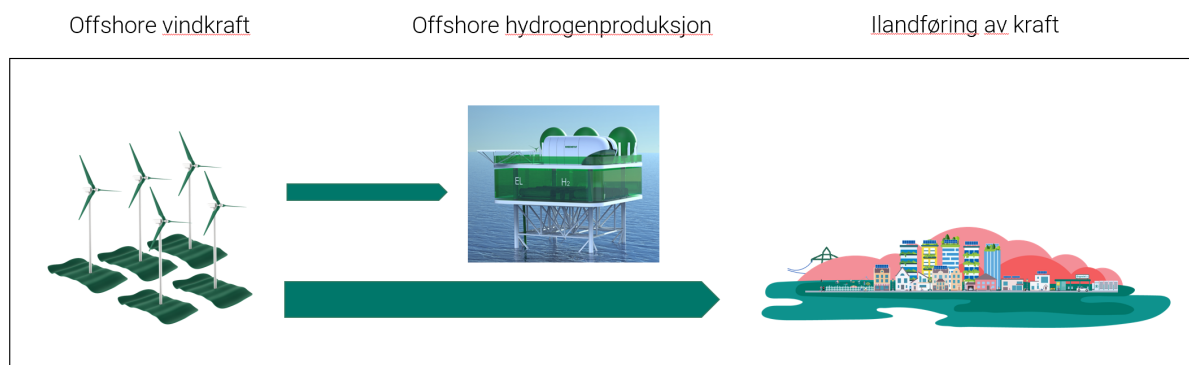 Offshore vindkraft
Offshore hydrogenproduksjon
Ilandføring av kraft
EL
H₂